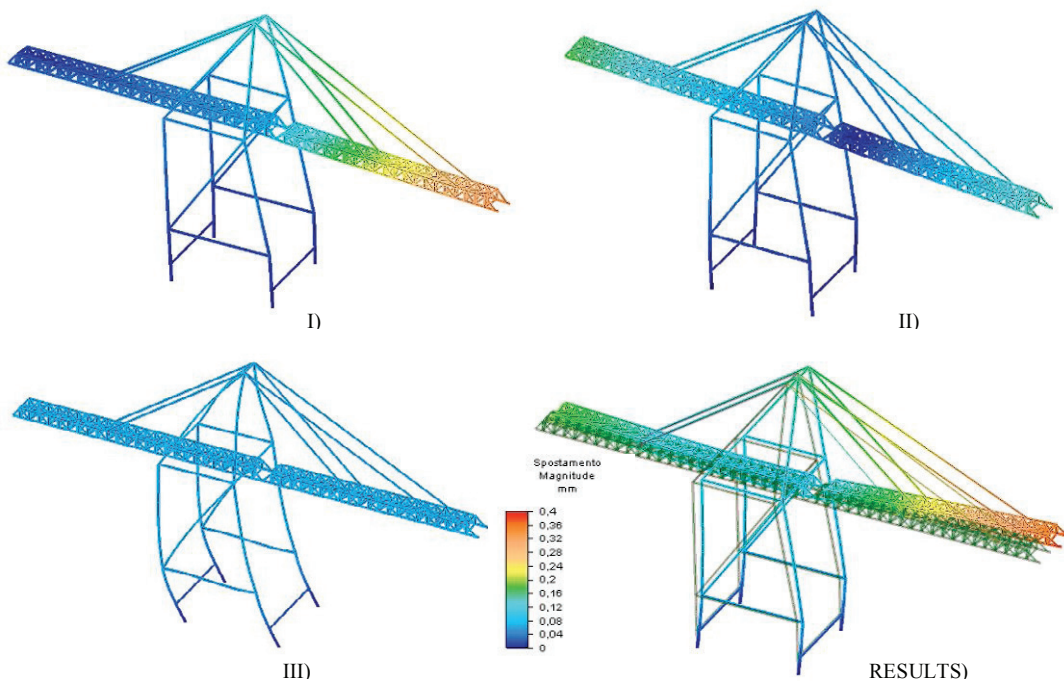 I)
II)
Spostamento
Magnitude
mm
0,4
0,36
0,32
0,28
0,24
0,2
0,16
0,12
0,08
0,04
0
III)
RESULTS)